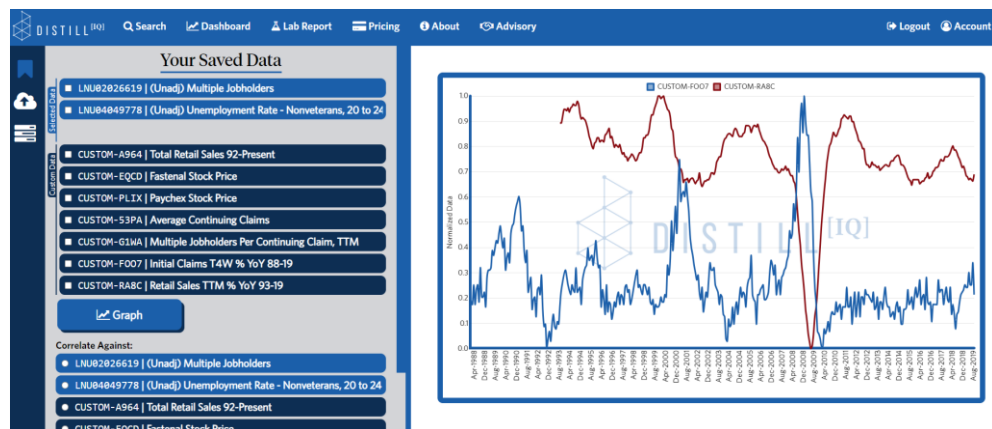 DISTILL [IQ]
Search
Dashboard
Lab Report
Pricing
About
Advisory
Logout
Account
Your Saved Data
Selected Data
LNU02026619 | (Unadj) Multiple Jobholders
LNU04049778 | (Unadj) Unemployment Rate - Nonveterans, 20 to 24
Custom Data
CUSTOM-A964 | Total Retail Sales 92-Present
CUSTOM-EQCD | Fastenal Stock Price
CUSTOM-PLIX | Paychex Stock Price
CUSTOM-53PA | Average Continuing Claims
CUSTOM-G1WA | Multiple Jobholders Per Continuing Claim, TTM
CUSTOM-FOO7 | Initial Claims T4W % YoY 88-19
CUSTOM-RA8C | Retail Sales TTM % YoY 93-19
Graph
Correlate Against:
LNU02026619 | (Unadj) Multiple Jobholders
LNU04049778 | (Unadj) Unemployment Rate - Nonveterans, 20 to 24
CUSTOM-A964 | Total Retail Sales 92-Present
CUSTOM-EQCD | Fastenal Stock Price
CUSTOM-FOO7
CUSTOM-RA8C
Normalized Data
1.0
0.9
0.8
0.7
0.6
0.5
0.4
0.3
0.2
0.1
0.0
DISTILL [IQ]
Apr-1988
Dec-1988
Aug-1989
Apr-1990
Dec-1990
Aug-1991
Apr-1992
Dec-1992
Aug-1993
Apr-1994
Dec-1994
Aug-1995
Apr-1996
Dec-1996
Aug-1997
Apr-1998
Dec-1998
Aug-1999
Apr-2000
Dec-2000
Aug-2001
Apr-2002
Dec-2002
Aug-2003
Apr-2004
Dec-2004
Aug-2005
Apr-2006
Dec-2006
Aug-2007
Apr-2008
Dec-2008
Aug-2009
Apr-2010
Dec-2010
Aug-2011
Apr-2012
Dec-2012
Aug-2013
Apr-2014
Dec-2014
Aug-2015
Apr-2016
Dec-2016
Aug-2017
Apr-2018
Dec-2018
Aug-2019